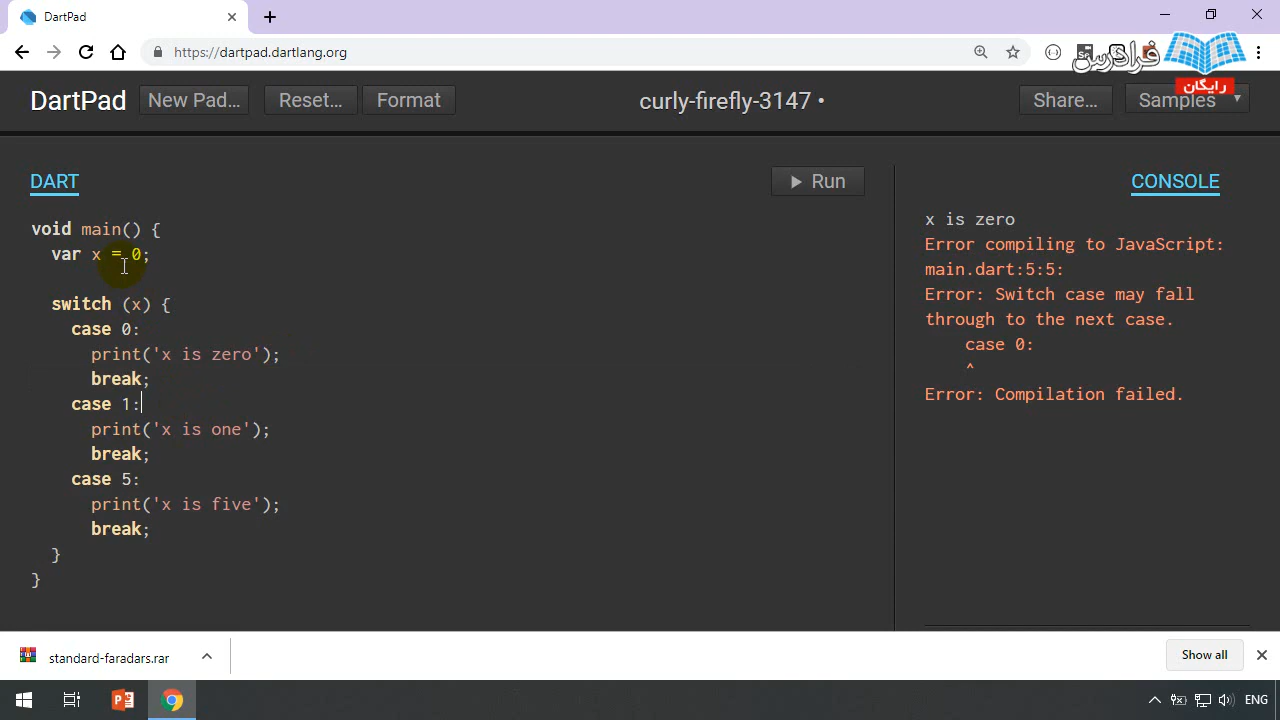 DartPad
https://dartpad.dartlang.org
فرادرس
رایگان
DartPad
New Pad...
Reset...
Format
curly-firefly-3147 •
Share...
Samples
DART
Run
CONSOLE
void main() {
  var x = 0;

  switch (x) {
    case 0:
      print('x is zero');
      break;
    case 1:
      print('x is one');
      break;
    case 5:
      print('x is five');
      break;
  }
}
x is zero
Error compiling to JavaScript:
main.dart:5:5:
Error: Switch case may fall
through to the next case.
    case 0:
    ^
Error: Compilation failed.
standard-faradars.rar
Show all
ENG